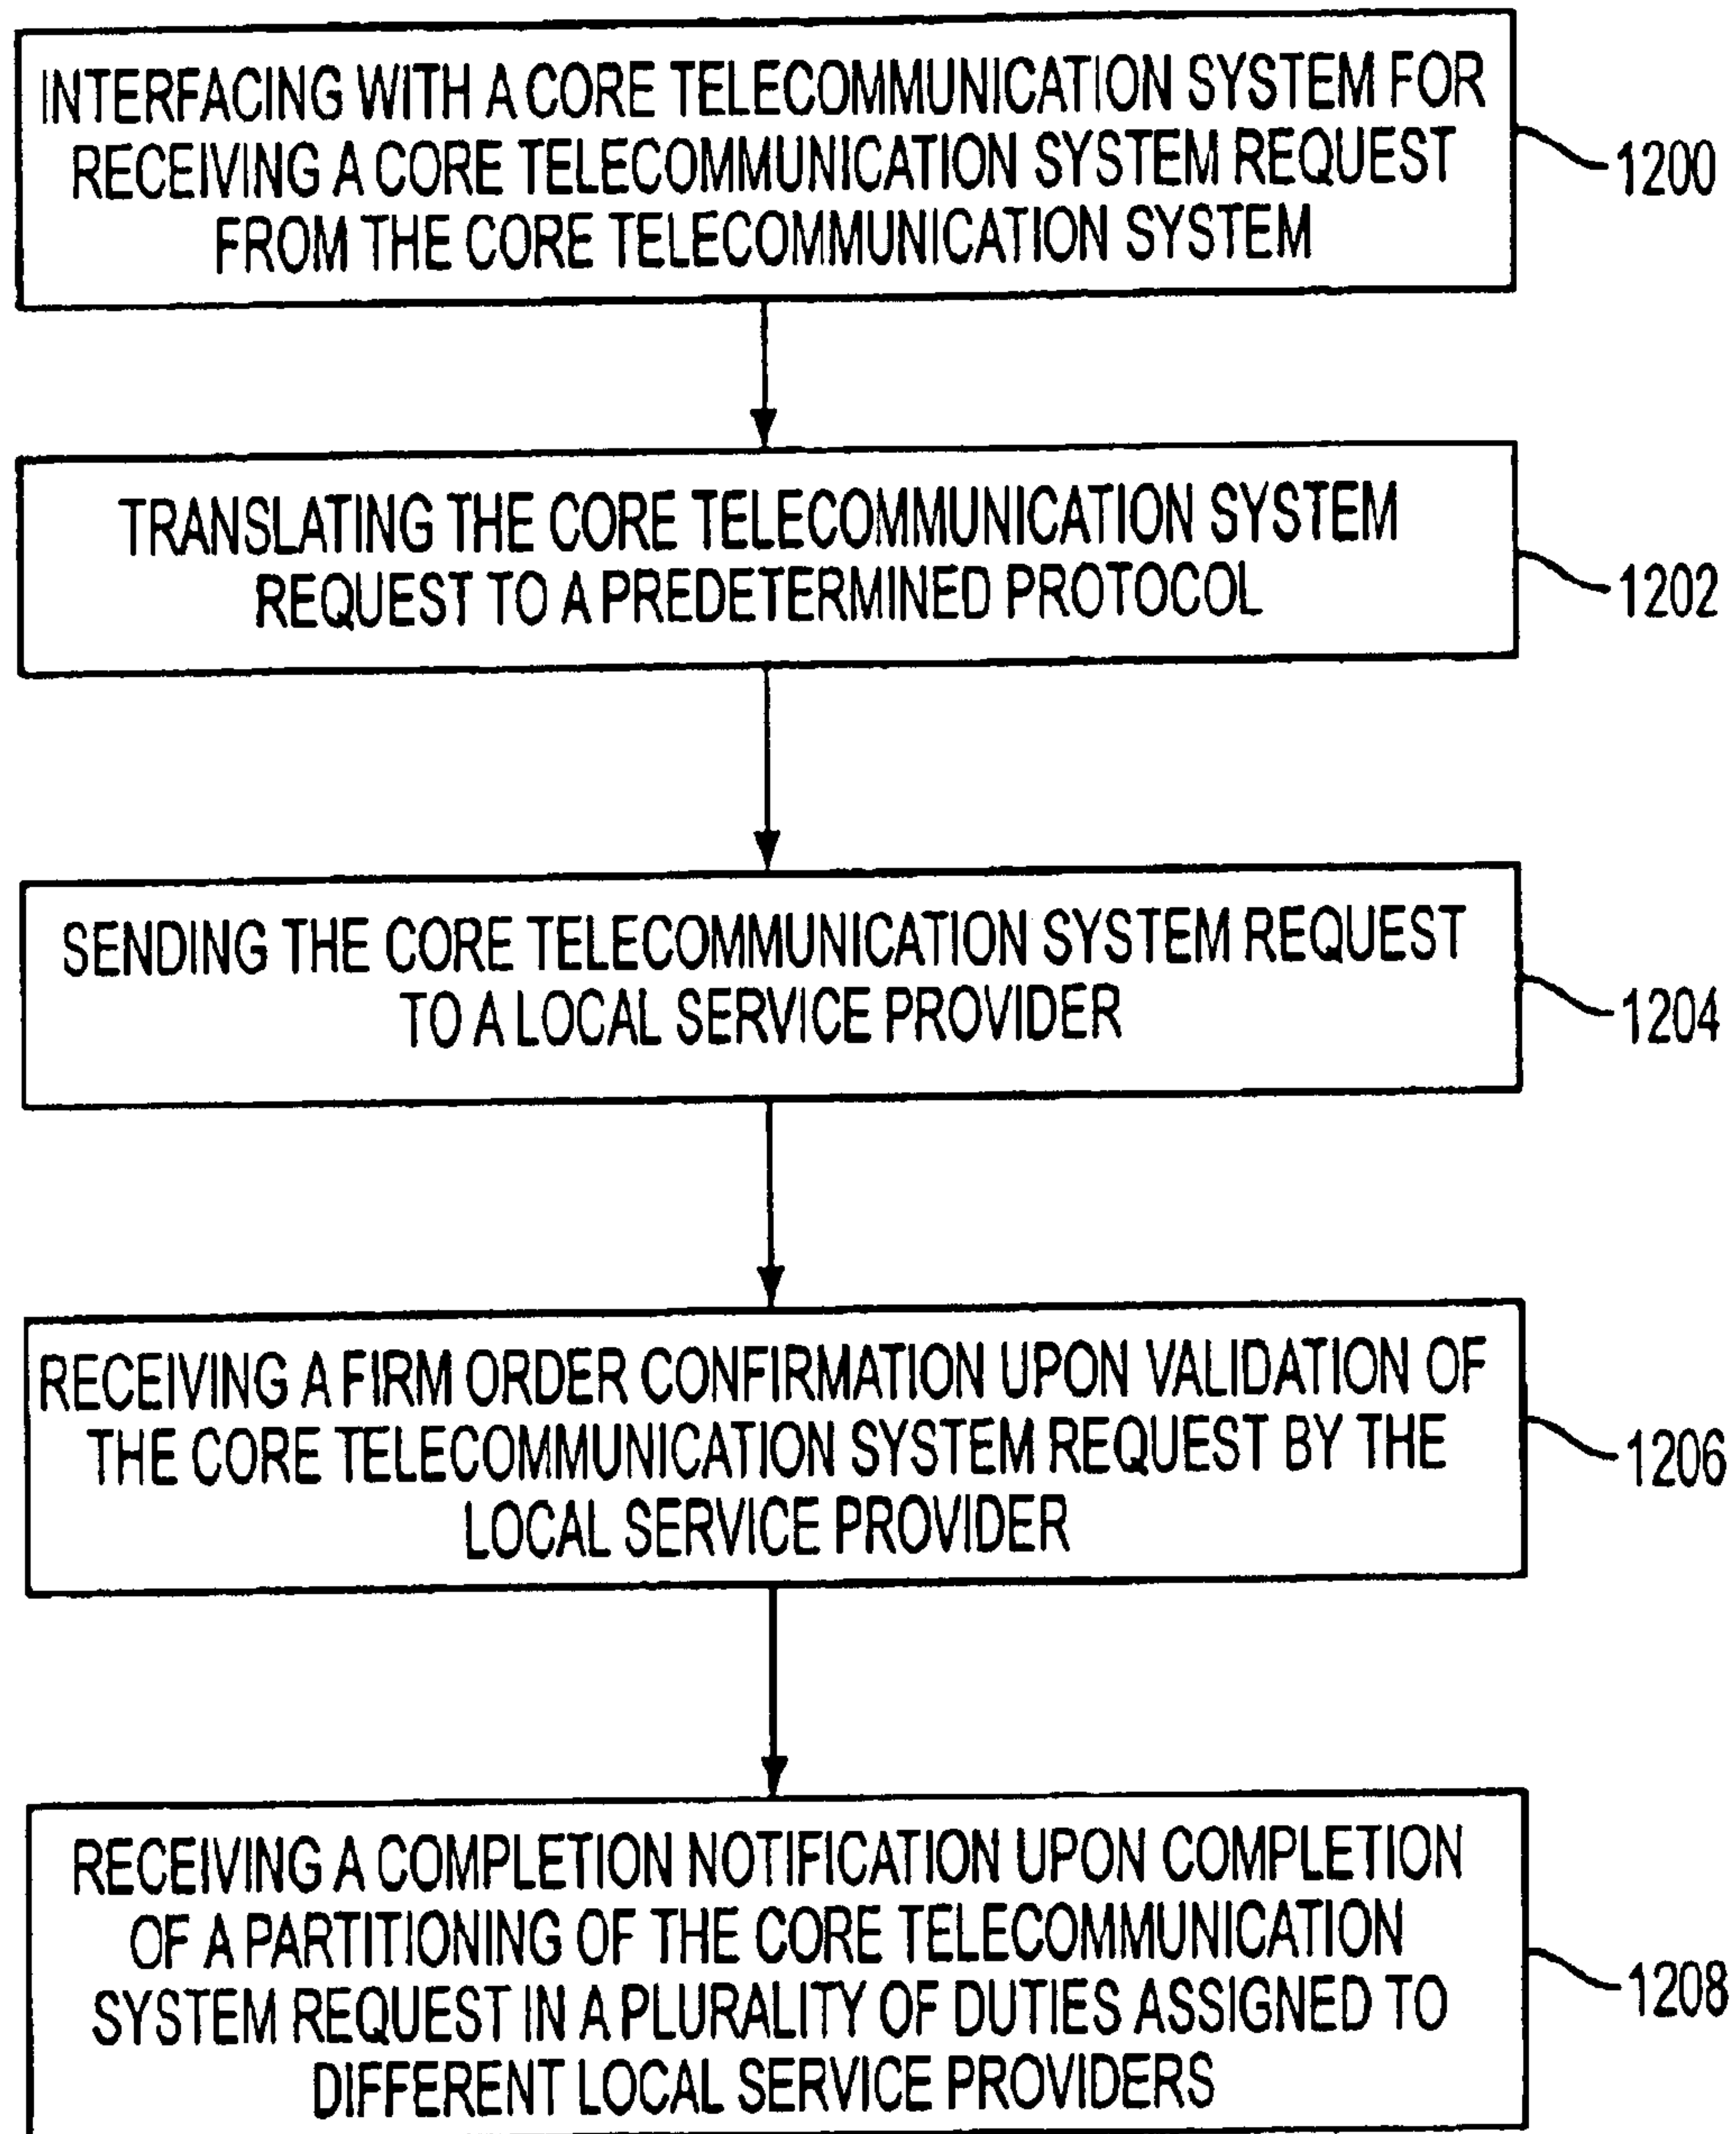 INTERFACING WITH A CORE TELECOMMUNICATION SYSTEM FOR
RECEIVING A CORE TELECOMMUNICATION SYSTEM REQUEST
FROM THE CORE TELECOMMUNICATION SYSTEM
1200
TRANSLATING THE CORE TELECOMMUNICATION SYSTEM
REQUEST TO A PREDETERMINED PROTOCOL
1202
SENDING THE CORE TELECOMMUNICATION SYSTEM REQUEST
TO A LOCAL SERVICE PROVIDER
1204
RECEIVING A FIRM ORDER CONFIRMATION UPON VALIDATION OF
THE CORE TELECOMMUNICATION SYSTEM REQUEST BY THE
LOCAL SERVICE PROVIDER
1206
RECEIVING A COMPLETION NOTIFICATION UPON COMPLETION
OF A PARTITIONING OF THE CORE TELECOMMUNICATION
SYSTEM REQUEST IN A PLURALITY OF DUTIES ASSIGNED TO
DIFFERENT LOCAL SERVICE PROVIDERS
1208